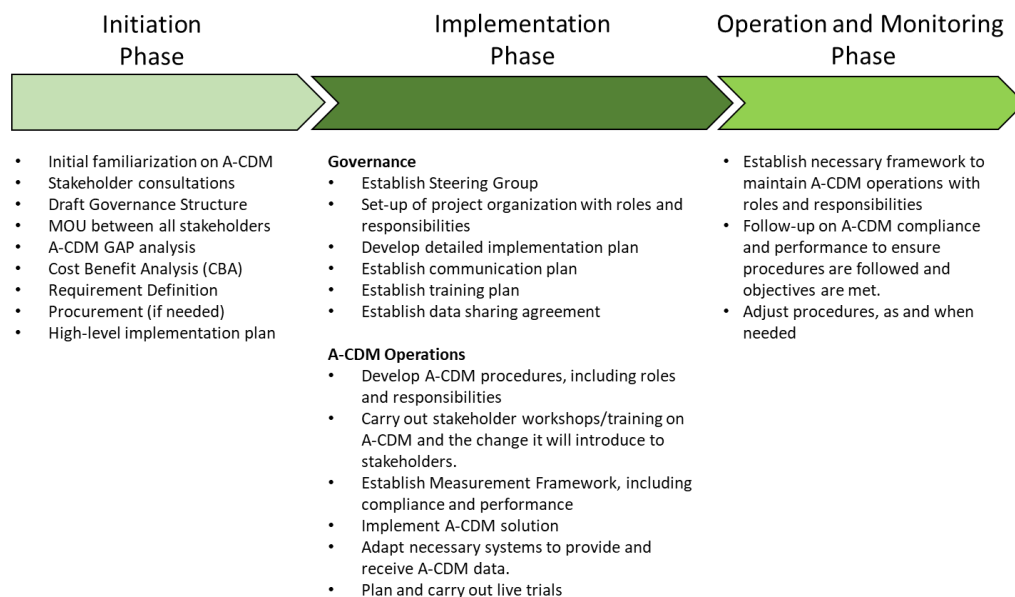 Initiation
Phase
Implementation
Phase
Operation and Monitoring
Phase
• Initial familiarization on A-CDM
• Stakeholder consultations
• Draft Governance Structure
• MOU between all stakeholders
• A-CDM GAP analysis
• Cost Benefit Analysis (CBA)
• Requirement Definition
• Procurement (if needed)
• High-level implementation plan
Governance
• Establish Steering Group
• Set-up of project organization with roles and
responsibilities
• Develop detailed implementation plan
• Establish communication plan
• Establish training plan
• Establish data sharing agreement
A-CDM Operations
• Develop A-CDM procedures, including roles
and responsibilities
• Carry out stakeholder workshops/training on
A-CDM and the change it will introduce to
stakeholders.
• Establish Measurement Framework, including
compliance and performance
• Implement A-CDM solution
• Adapt necessary systems to provide and
receive A-CDM data.
• Plan and carry out live trials
• Establish necessary framework to
maintain A-CDM operations with
roles and responsibilities
• Follow-up on A-CDM compliance
and performance to ensure
procedures are followed and
objectives are met.
• Adjust procedures, as and when
needed